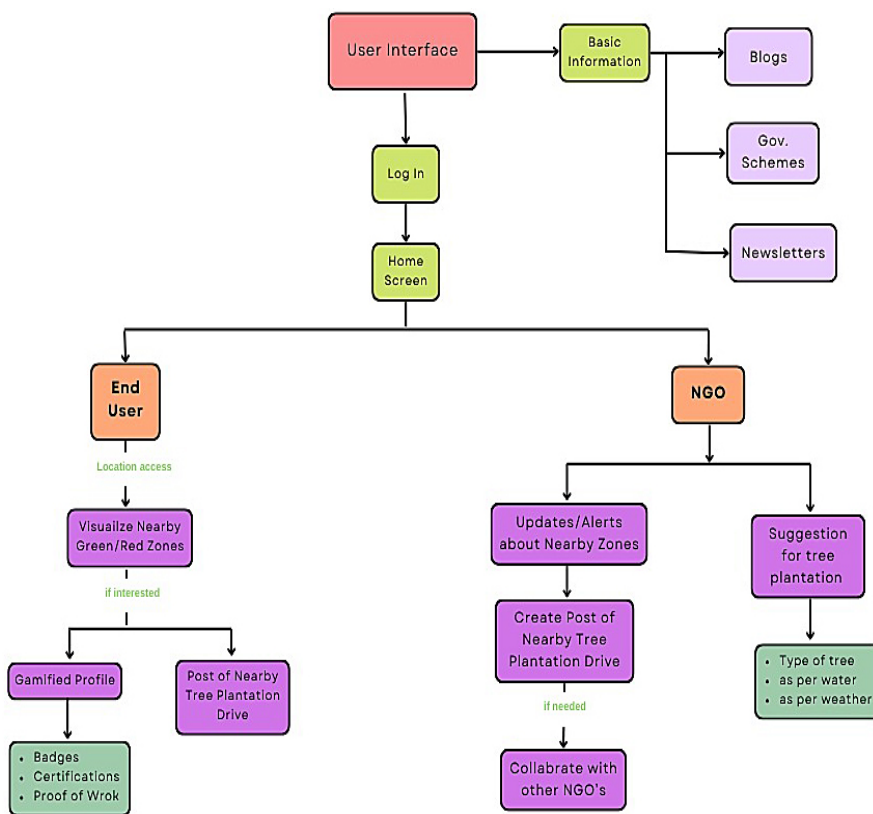 User Interface
Basic
Information
Blogs
Gov.
Schemes
Newsletters
Log In
Home
Screen
End
User
Location access
Visuailze Nearby
Green/Red Zones
if interested
Gamified Profile
Post of Nearby
Tree Plantation
Drive
• Badges
• Certifications
• Proof of Wrok
NGO
Updates/Alerts
about Nearby Zones
Create Post of
Nearby Tree
Plantation Drive
if needed
Collabrate with
other NGO's
Suggestion
for tree
plantation
• Type of tree
• as per water
• as per weather